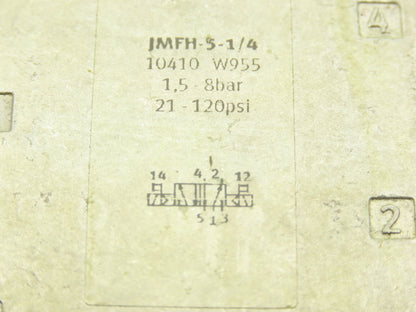 JMFH-5-1/4
10410 W955
1,5 - 8bar
21 - 120psi
14 4 2 12
5 1 3
4
2